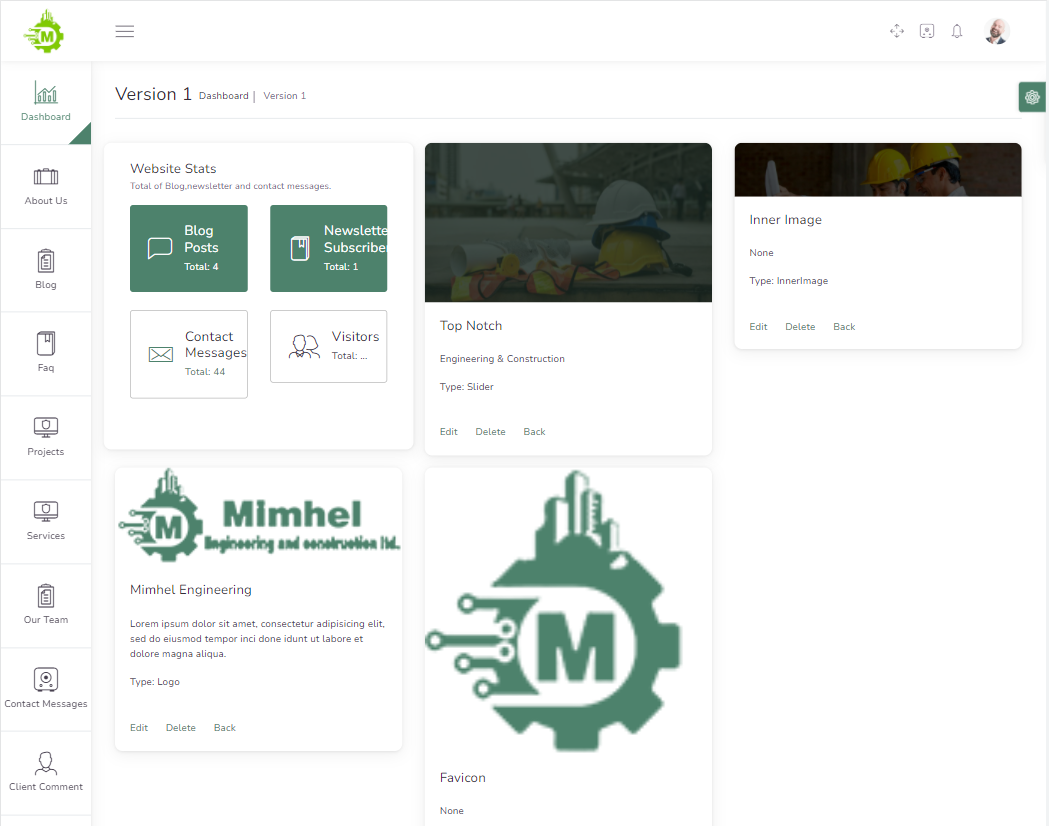 M
Version 1 Dashboard | Version 1
Dashboard
About Us
Blog
Faq
Projects
Services
Our Team
Contact Messages
Client Comment
Website Stats
Total of Blog,newsletter and contact messages.
Blog
Posts
Total: 4
Newslette
Subscribe
Total: 1
Contact
Messages
Total: 44
Visitors
Total: ...
Top Notch
Engineering & Construction
Type: Slider
Edit Delete Back
Inner Image
None
Type: InnerImage
Edit Delete Back
M
Mimhel
Engineering and construction ltd.
Mimhel Engineering
Lorem ipsum dolor sit amet, consectetur adipisicing elit,
sed do eiusmod tempor inci done idunt ut labore et
dolore magna aliqua.
Type: Logo
Edit Delete Back
M
Favicon
None